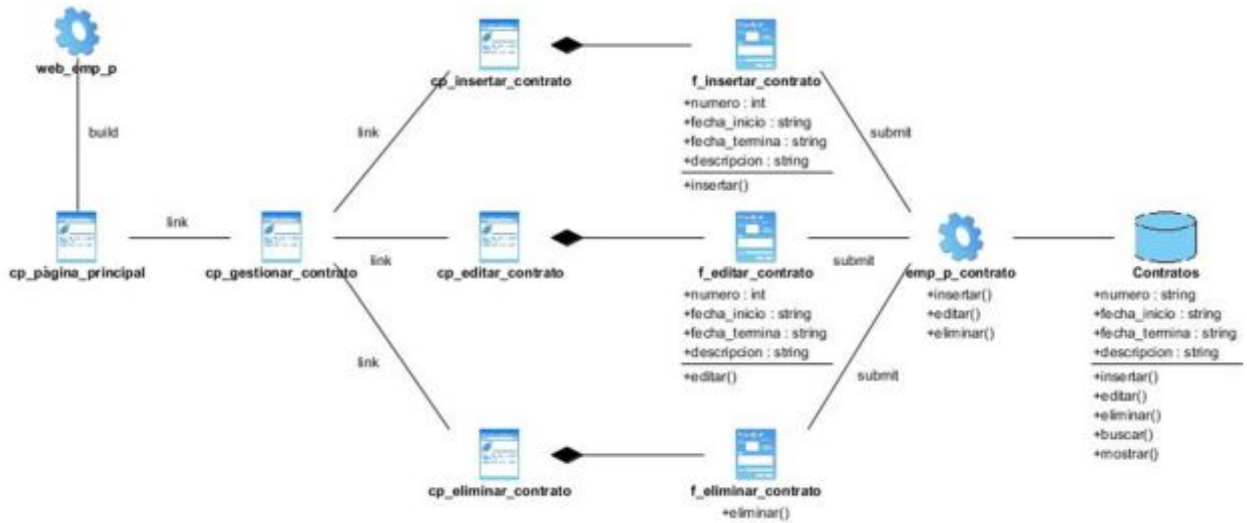 web_emp_p
build
cp_pàgina_principal
link
cp_gestionar_contrato
link
link
link
cp_insertar_contrato
cp_editar_contrato
cp_eliminar_contrato
f_insertar_contrato
+numero : int
+fecha_inicio : string
+fecha_termina : string
+descripcion : string
+insertar()
f_editar_contrato
+numero : int
+fecha_inicio : string
+fecha_termina : string
+descripcion : string
+editar()
f_eliminar_contrato
+eliminar()
submit
submit
submit
emp_p_contrato
+insertar()
+editar()
+eliminar()
Contratos
+numero : string
+fecha_inicio : string
+fecha_termina : string
+descripcion : string
+insertar()
+editar()
+eliminar()
+buscar()
+mostrar()